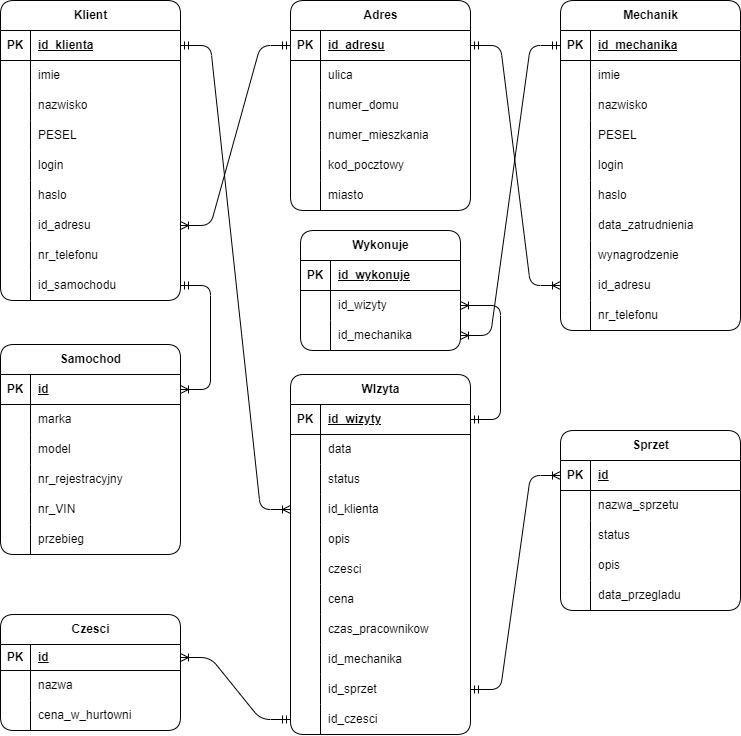 Klient
PK id_klienta
imie
nazwisko
PESEL
login
haslo
id_adresu
nr_telefonu
id_samochodu
Adres
PK id_adresu
ulica
numer_domu
numer_mieszkania
kod_pocztowy
miasto
Mechanik
PK id_mechanika
imie
nazwisko
PESEL
login
haslo
data_zatrudnienia
wynagrodzenie
id_adresu
nr_telefonu
Wykonuje
PK id_wykonuje
id_wizyty
id_mechanika
Samochod
PK id
marka
model
nr_rejestracyjny
nr_VIN
przebieg
WIzyta
PK id_wizyty
data
status
id_klienta
opis
czesci
cena
czas_pracownikow
id_mechanika
id_sprzet
id_czesci
Sprzet
PK id
nazwa_sprzetu
status
opis
data_przegladu
Czesci
PK id
nazwa
cena_w_hurtowni